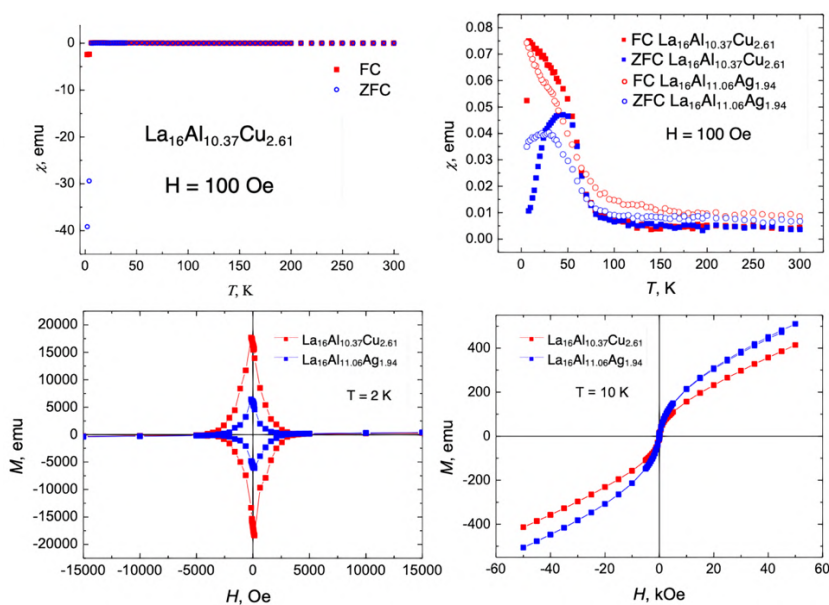 0
-10
-20
-30
-40
χ, emu
FC
ZFC
La₁₆Al₁₀.₃₇Cu₂.₆₁
H = 100 Oe
0 50 100 150 200 250 300
T, K
0.08
0.07
0.06
0.05
0.04
0.03
0.02
0.01
0.00
χ, emu
FC La₁₆Al₁₀.₃₇Cu₂.₆₁
ZFC La₁₆Al₁₀.₃₇Cu₂.₆₁
FC La₁₆Al₁₁.₀₆Ag₁.₉₄
ZFC La₁₆Al₁₁.₀₆Ag₁.₉₄
H = 100 Oe
0 50 100 150 200 250 300
T, K
20000
15000
10000
5000
0
-5000
-10000
-15000
-20000
M, emu
La₁₆Al₁₀.₃₇Cu₂.₆₁
La₁₆Al₁₁.₀₆Ag₁.₉₄
T = 2 K
-15000 -10000 -5000 0 5000 10000 15000
H, Oe
400
200
0
-200
-400
M, emu
La₁₆Al₁₀.₃₇Cu₂.₆₁
La₁₆Al₁₁.₀₆Ag₁.₉₄
T = 10 K
-60 -40 -20 0 20 40 60
H, kOe